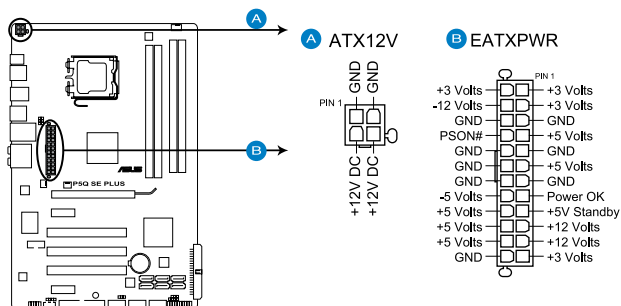 A
A ATX12V
B EATXPWR
GND
GND
PIN 1
+12V DC
+12V DC
PIN 1
+3 Volts +3 Volts
-12 Volts +3 Volts
GND GND
PSON# +5 Volts
GND GND
GND +5 Volts
GND GND
-5 Volts Power OK
+5 Volts +5V Standby
+5 Volts +12 Volts
+5 Volts +12 Volts
GND +3 Volts
B
ASUS
P5Q SE PLUS